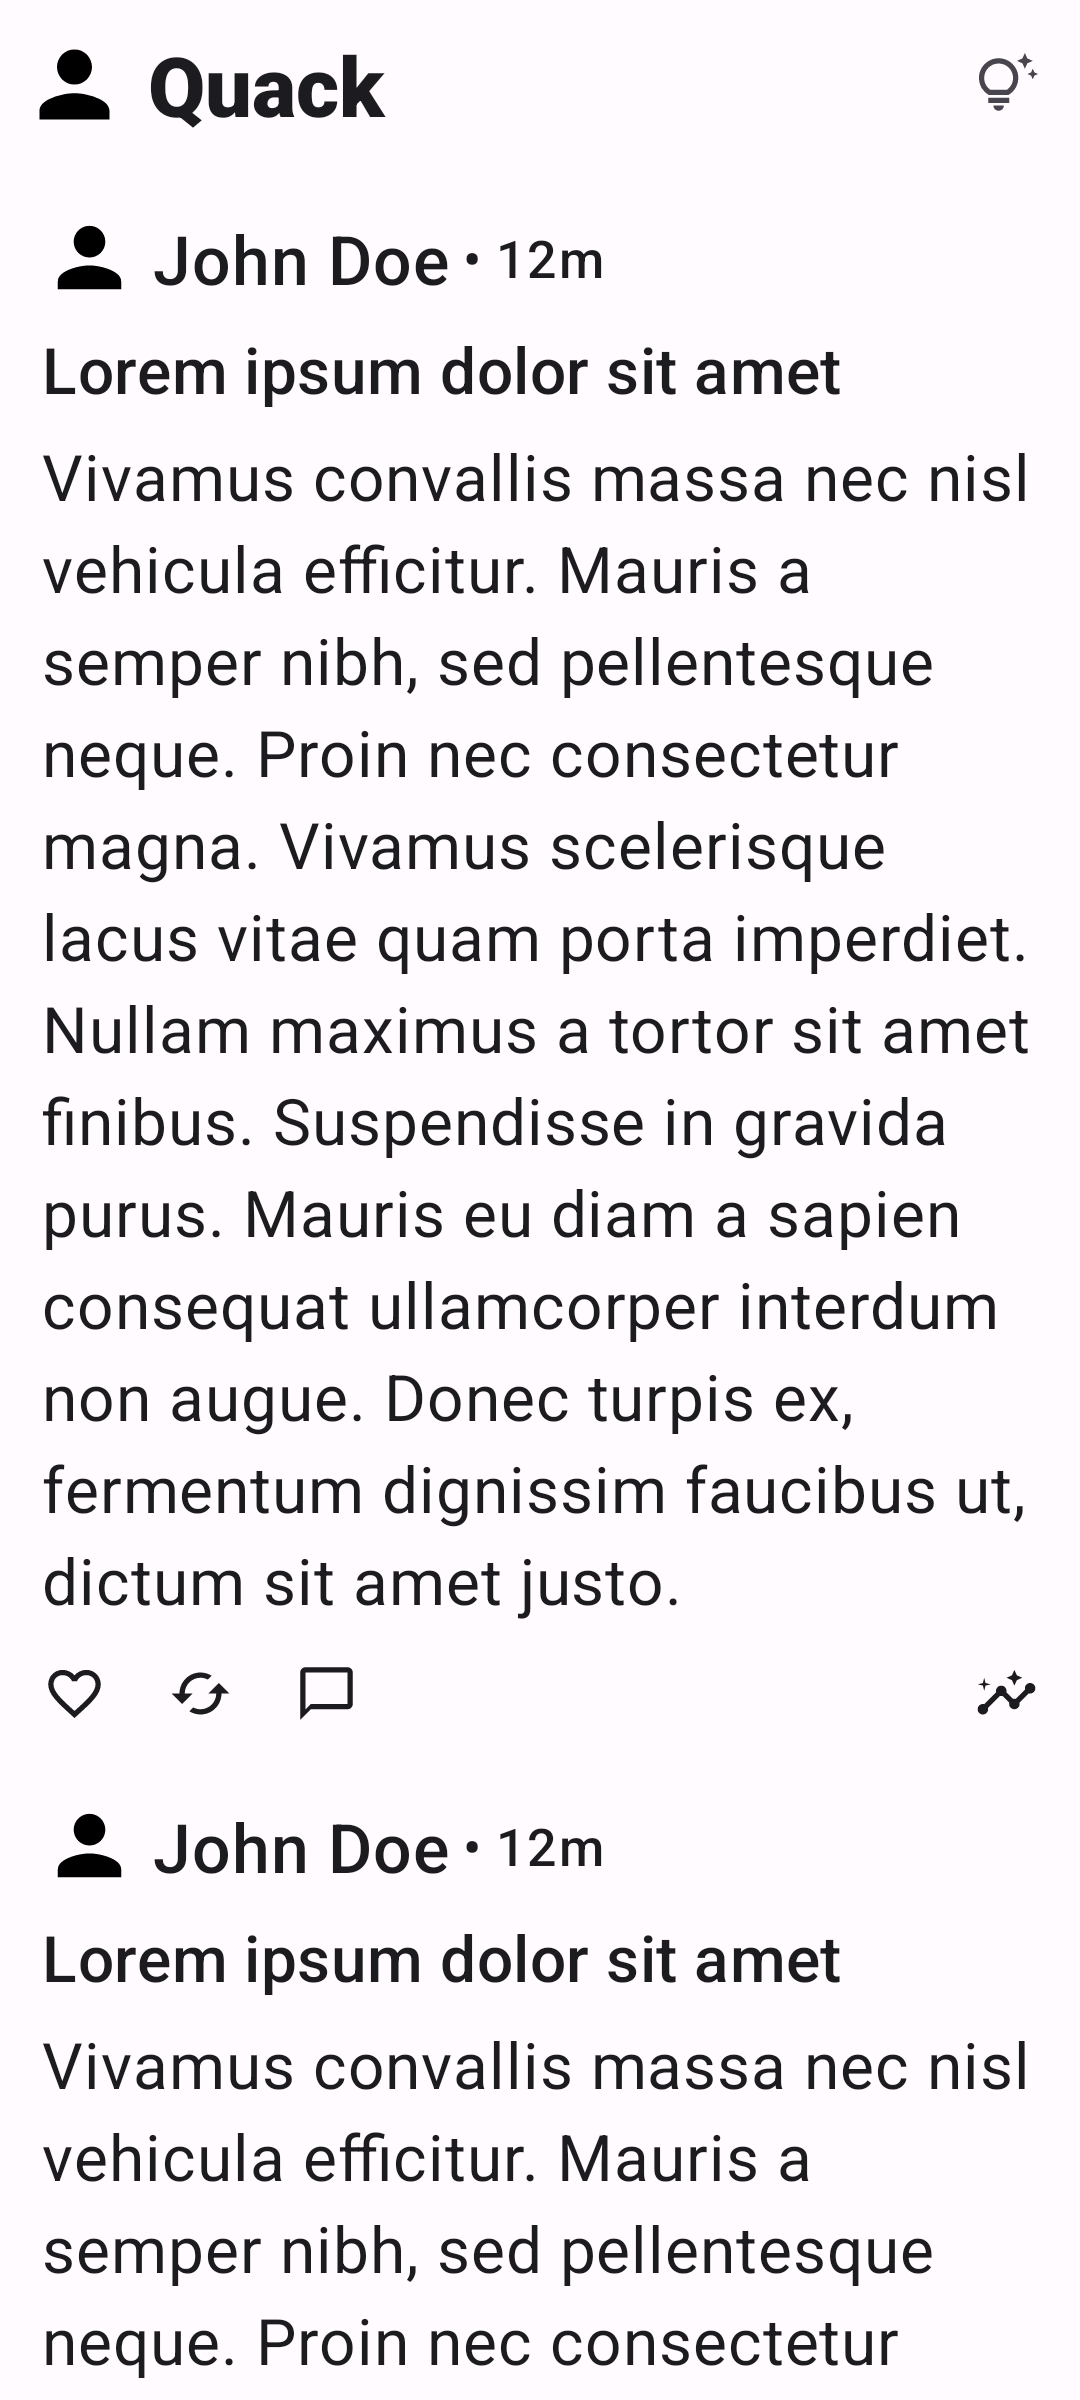 Quack
John Doe • 12m
Lorem ipsum dolor sit amet
Vivamus convallis massa nec nisl
vehicula efficitur. Mauris a
semper nibh, sed pellentesque
neque. Proin nec consectetur
magna. Vivamus scelerisque
lacus vitae quam porta imperdiet.
Nullam maximus a tortor sit amet
finibus. Suspendisse in gravida
purus. Mauris eu diam a sapien
consequat ullamcorper interdum
non augue. Donec turpis ex,
fermentum dignissim faucibus ut,
dictum sit amet justo.
John Doe • 12m
Lorem ipsum dolor sit amet
Vivamus convallis massa nec nisl
vehicula efficitur. Mauris a
semper nibh, sed pellentesque
neque. Proin nec consectetur